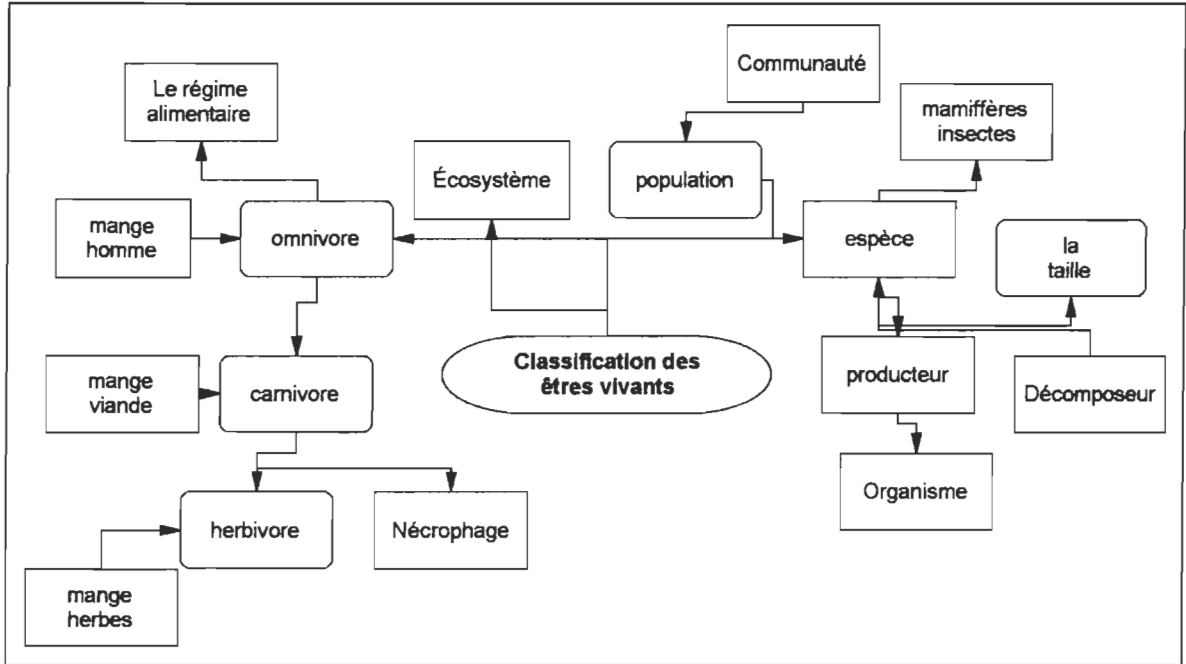 Communauté
Le régime
alimentaire
mamiffères
insectes
Écosystème
population
mange
homme
omnivore
espèce
la
taille
Classification des
êtres vivants
mange
viande
carnivore
producteur
Décomposeur
Organisme
herbivore
Nécrophage
mange
herbes